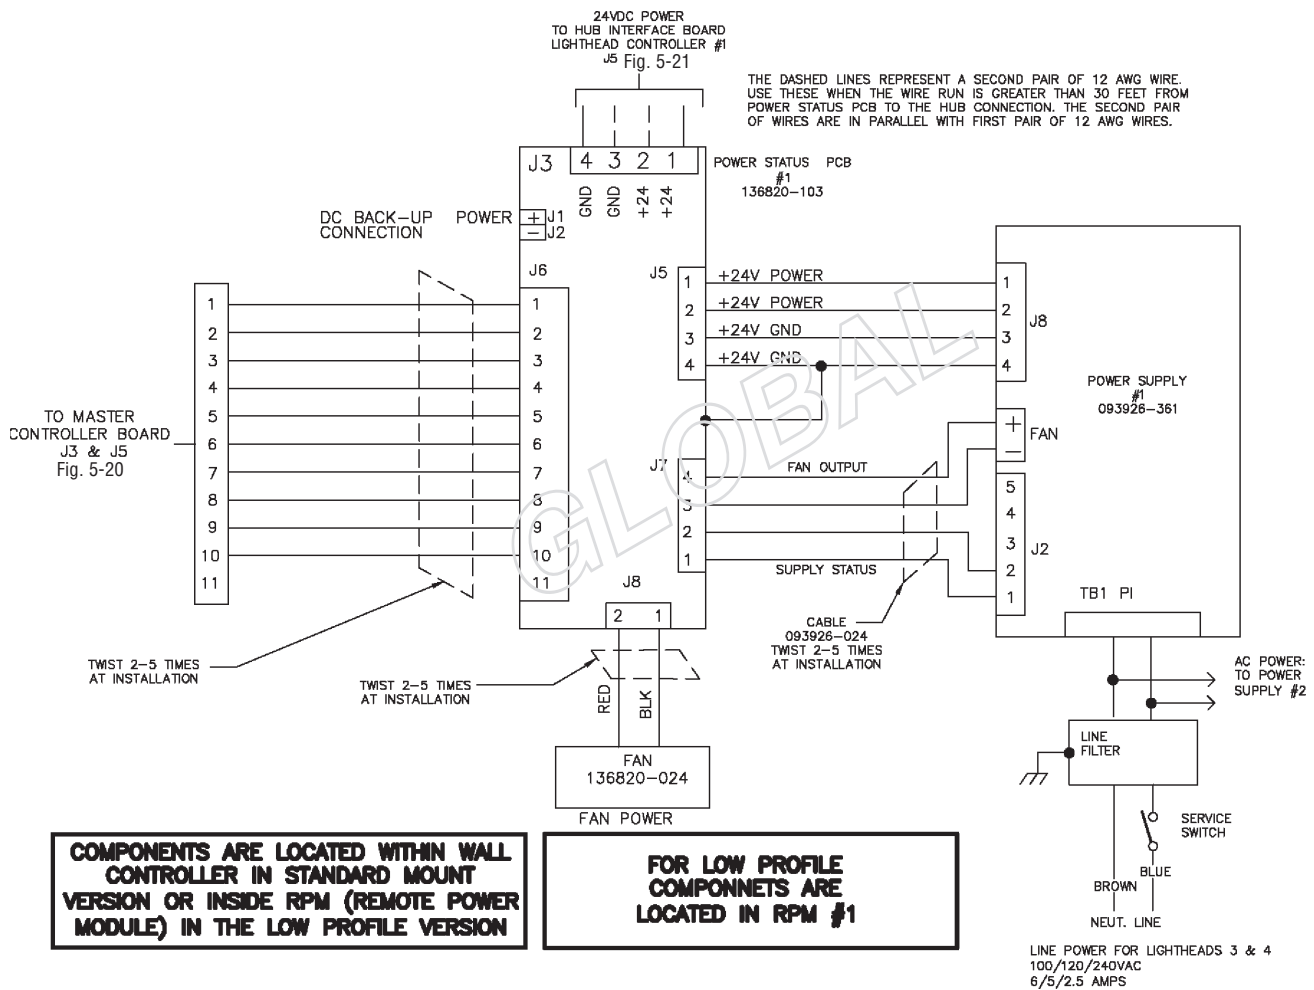 24VDC POWER
TO HUB INTERFACE BOARD
LIGHTHEAD CONTROLLER #1
J5 Fig. 5-21
THE DASHED LINES REPRESENT A SECOND PAIR OF 12 AWG WIRE.
USE THESE WHEN THE WIRE RUN IS GREATER THAN 30 FEET FROM
POWER STATUS PCB TO THE HUB CONNECTION. THE SECOND PAIR
OF WIRES ARE IN PARALLEL WITH FIRST PAIR OF 12 AWG WIRES.
J3 4 3 2 1
GND GND +24 +24
POWER STATUS PCB
#1
136820-103
DC BACK-UP POWER + J1
CONNECTION - J2
J6
1 1
2 2
3 3
4 4
5 5
6 6
7 7
8 8
9 9
10 10
11 11
TO MASTER
CONTROLLER BOARD
J3 & J5
Fig. 5-20
TWIST 2-5 TIMES
AT INSTALLATION
J5
1 +24V POWER 1
2 +24V POWER 2
3 +24V GND 3
4 +24V GND 4
J8
POWER SUPPLY
#1
093926-361
+
-
FAN
J7
4 FAN OUTPUT
3
2
1
SUPPLY STATUS
5
4
3
2
1
J2
CABLE
093926-024
TWIST 2-5 TIMES
AT INSTALLATION
J8
2 1
TWIST 2-5 TIMES
AT INSTALLATION
RED BLK
FAN
136820-024
FAN POWER
TB1 PI
AC POWER:
TO POWER
SUPPLY #2
LINE
FILTER
SERVICE
SWITCH
BLUE
BROWN
NEUT. LINE
LINE POWER FOR LIGHTHEADS 3 & 4
100/120/240VAC
6/5/2.5 AMPS
COMPONENTS ARE LOCATED WITHIN WALL
CONTROLLER IN STANDARD MOUNT
VERSION OR INSIDE RPM (REMOTE POWER
MODULE) IN THE LOW PROFILE VERSION
FOR LOW PROFILE
COMPONNETS ARE
LOCATED IN RPM #1
GLOBAL